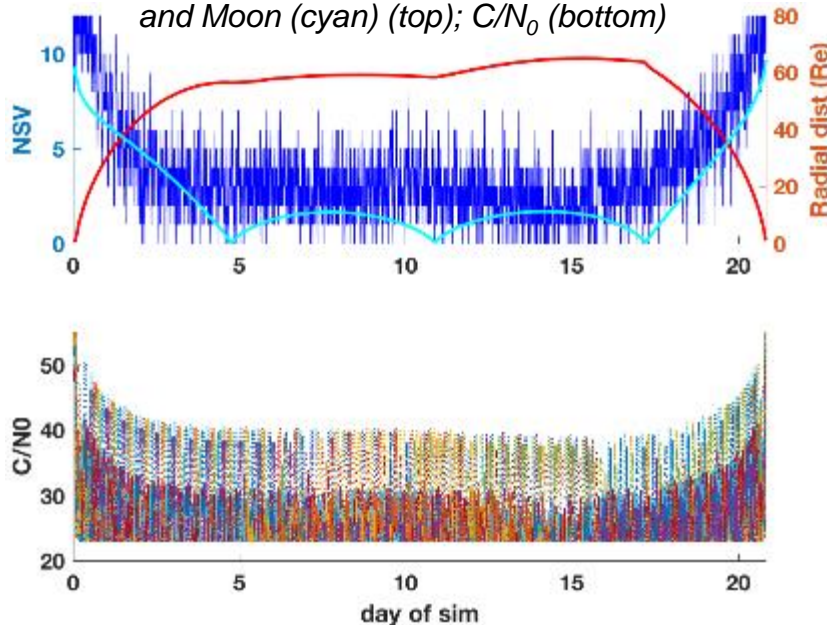 and Moon (cyan) (top); C/N₀ (bottom)
NSV
10
5
0
80
60
40
20
0
Radial dist (Re)
0 5 10 15 20
C/N0
50
40
30
20
0 5 10 15 20
day of sim